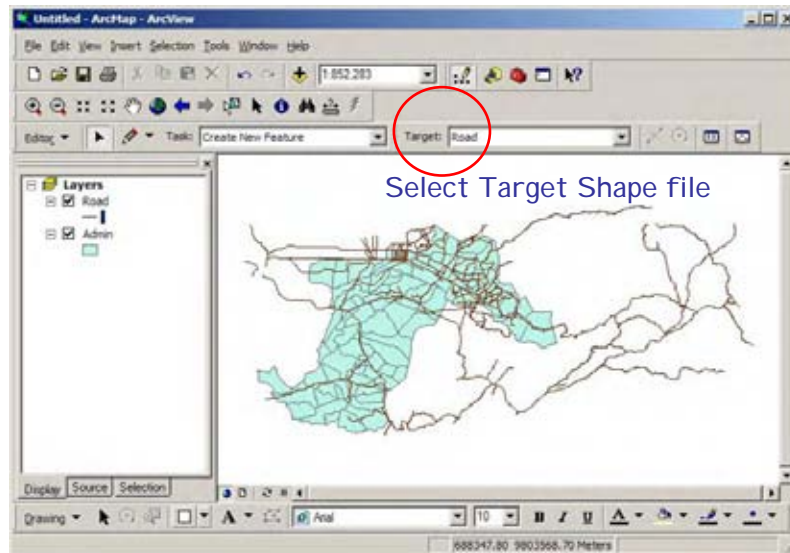 Untitled - ArcMap - ArcView
File Edit View Insert Selection Tools Window Help
1:852,283
Editor Task: Create New Feature Target: Road
Select Target Shape file
Layers
Road
Admin
Display Source Selection
Drawing A Arial 10 B I U A
688347.80 9803568.70 Meters